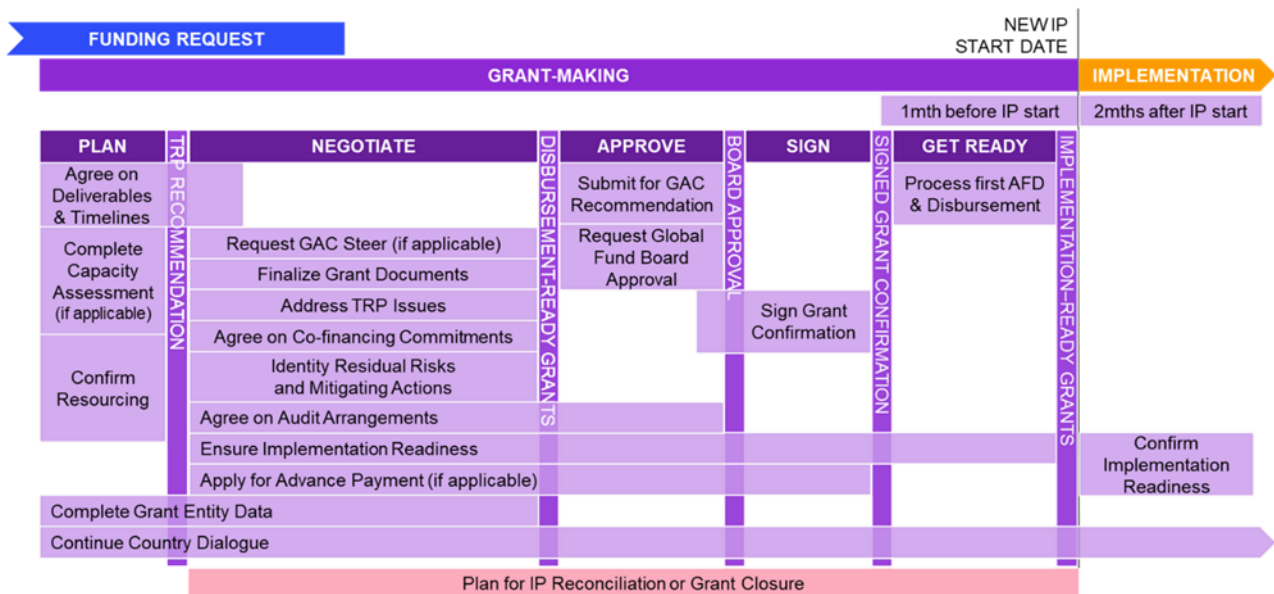 FUNDING REQUEST
NEW IP
START DATE
GRANT-MAKING
IMPLEMENTATION
1mth before IP start
2mths after IP start
PLAN
TRP RECOMMENDATION
NEGOTIATE
DISBURSEMENT-READY GRANTS
APPROVE
BOARD APPROVAL
SIGN
SIGNED GRANT CONFIRMATION
GET READY
IMPLEMENTATION–READY GRANTS
Agree on
Deliverables
& Timelines
Complete
Capacity
Assessment
(if applicable)
Confirm
Resourcing
Request GAC Steer (if applicable)
Finalize Grant Documents
Address TRP Issues
Agree on Co-financing Commitments
Identity Residual Risks
and Mitigating Actions
Agree on Audit Arrangements
Ensure Implementation Readiness
Apply for Advance Payment (if applicable)
Complete Grant Entity Data
Continue Country Dialogue
Submit for GAC
Recommendation
Request Global
Fund Board
Approval
Sign Grant
Confirmation
Process first AFD
& Disbursement
Confirm
Implementation
Readiness
Plan for IP Reconciliation or Grant Closure